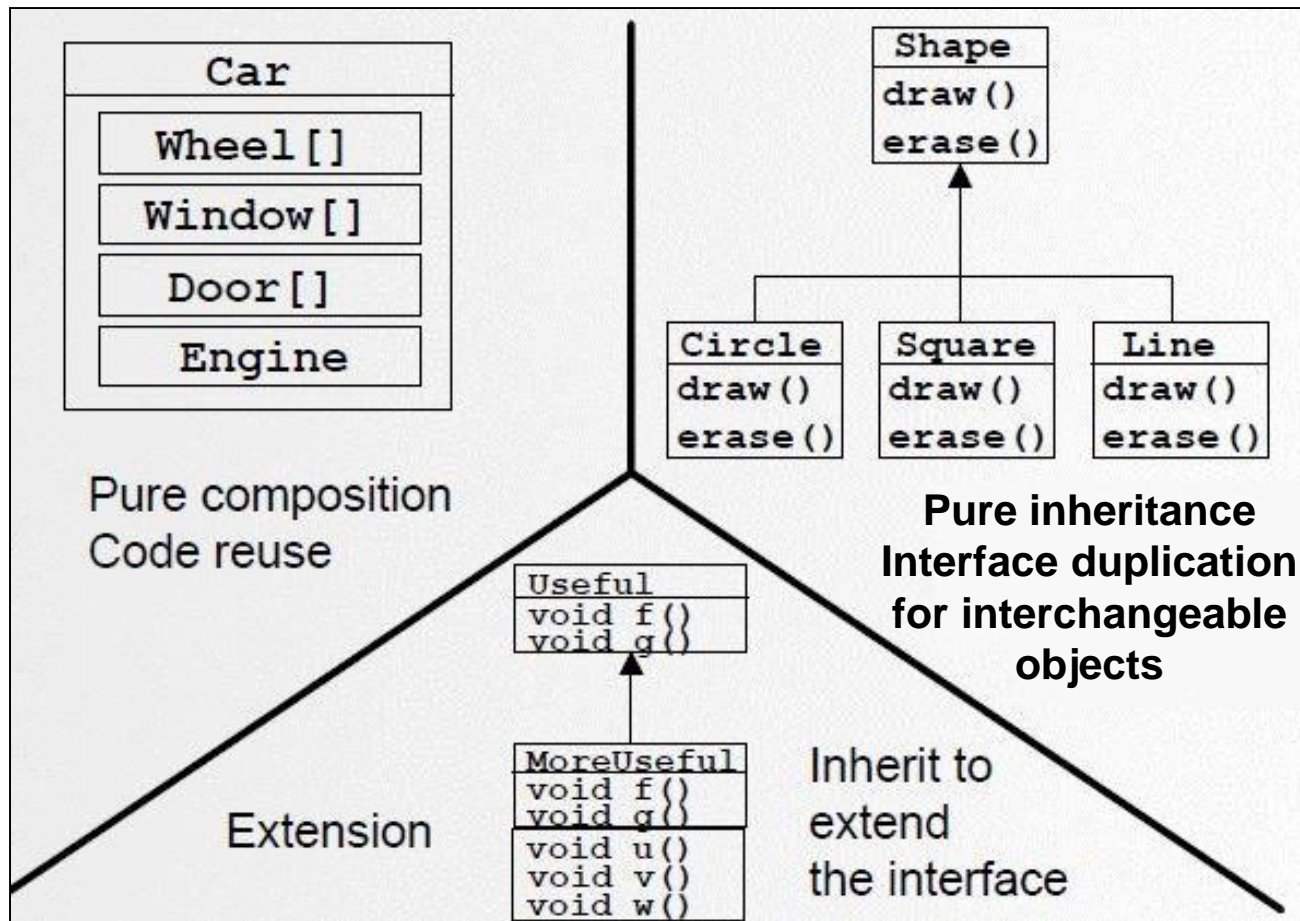 Car
Wheel[]
Window[]
Door[]
Engine
Pure composition
Code reuse
Shape
draw()
erase()
Circle
draw()
erase()
Square
draw()
erase()
Line
draw()
erase()
Pure inheritance
Interface duplication
for interchangeable
objects
Useful
void f()
void g()
MoreUseful
void f()
void g()
void u()
void v()
void w()
Extension
Inherit to
extend
the interface